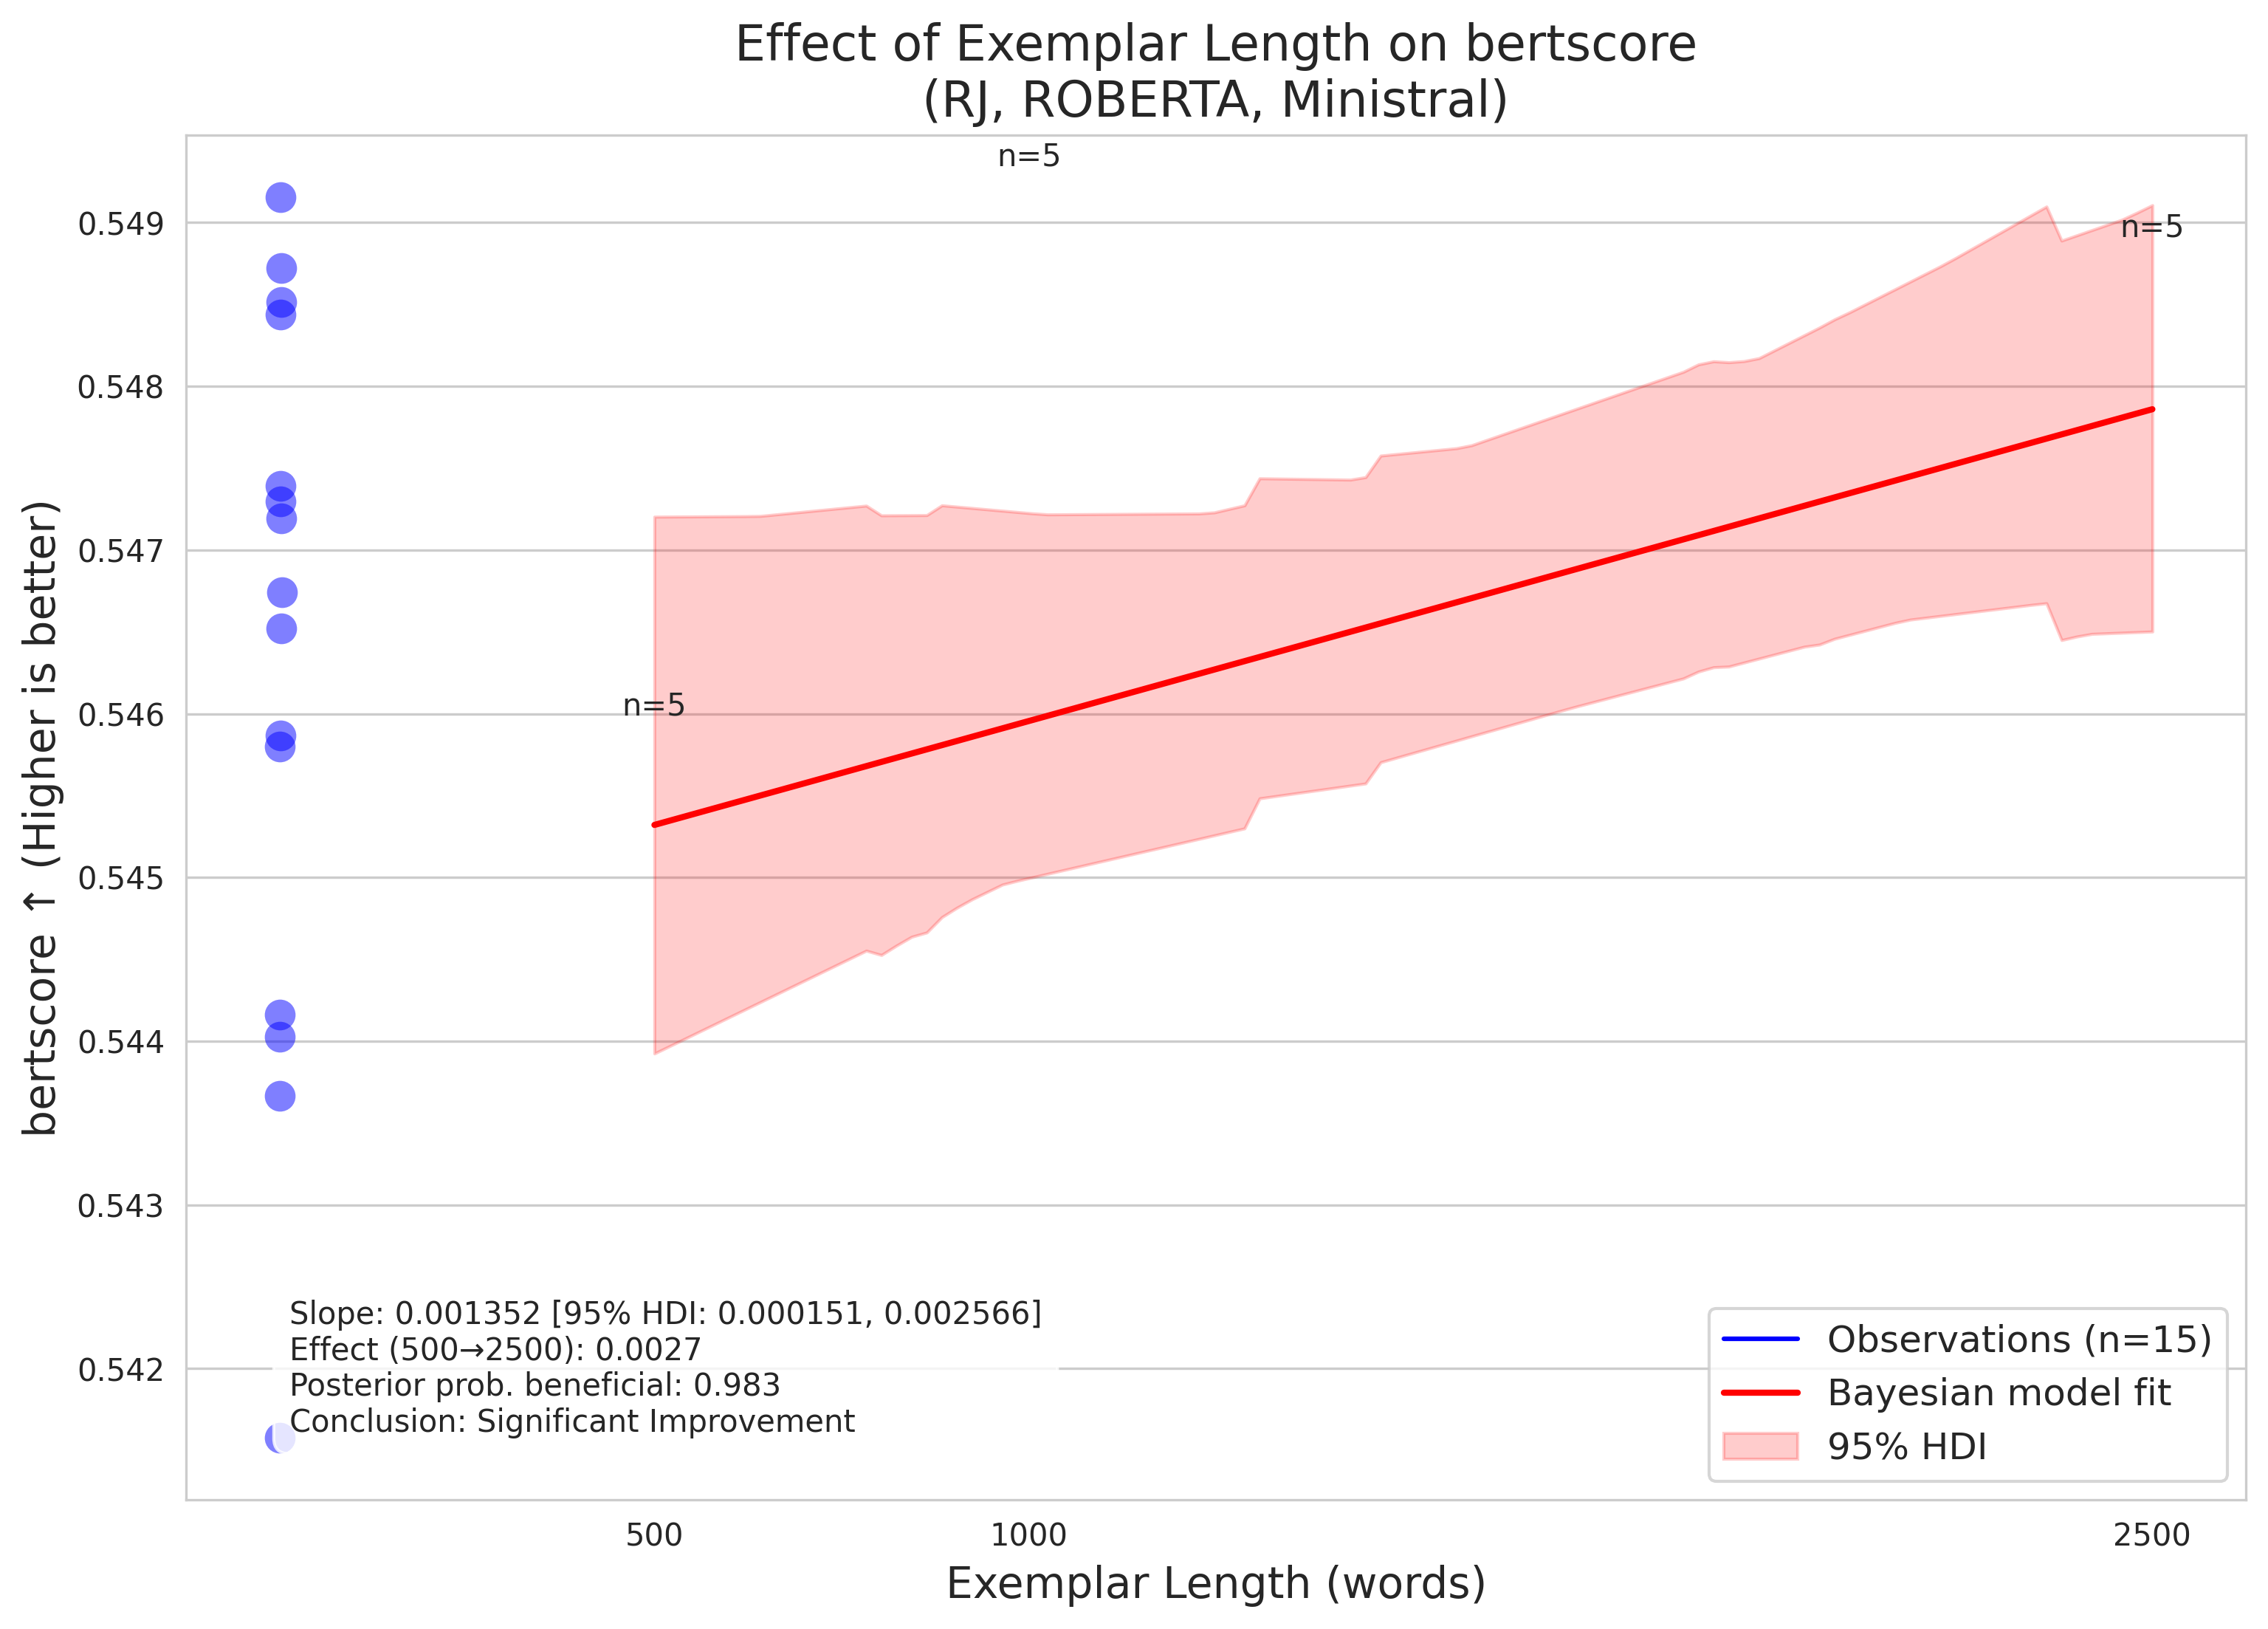 Effect of Exemplar Length on bertscore
(RJ, ROBERTA, Ministral)
n=5
n=5
n=5
0.549
0.548
0.547
0.546
0.545
0.544
0.543
0.542
bertscore ↑ (Higher is better)
Slope: 0.001352 [95% HDI: 0.000151, 0.002566]
Effect (500→2500): 0.0027
Posterior prob. beneficial: 0.983
Conclusion: Significant Improvement
Observations (n=15)
Bayesian model fit
95% HDI
500
1000
2500
Exemplar Length (words)